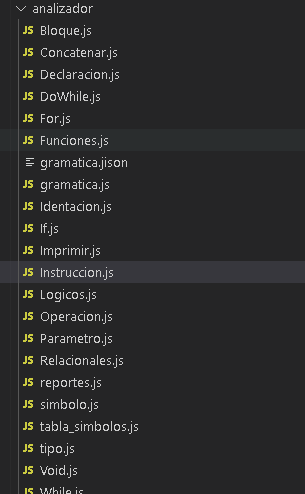 analizador
JS Bloque.js
JS Concatenar.js
JS Declaracion.js
JS DoWhile.js
JS For.js
JS Funciones.js
gramatica.jison
JS gramatica.js
JS Identacion.js
JS If.js
JS Imprimir.js
JS Instruccion.js
JS Logicos.js
JS Operacion.js
JS Parametro.js
JS Relacionales.js
JS reportes.js
JS simbolo.js
JS tabla_simbolos.js
JS tipo.js
JS Void.js
JS While.js